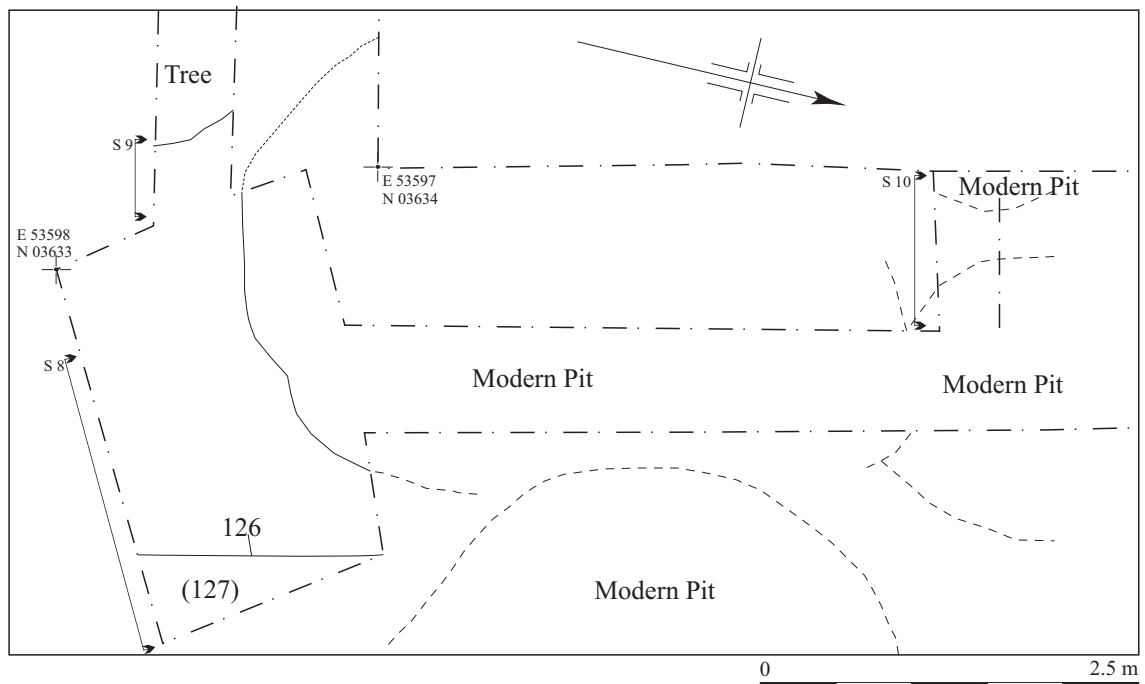 Tree
S 9
E 53597
N 03634
S 10
Modern Pit
E 53598
N 03633
S 8
Modern Pit
Modern Pit
126
(127)
Modern Pit
0
2.5 m